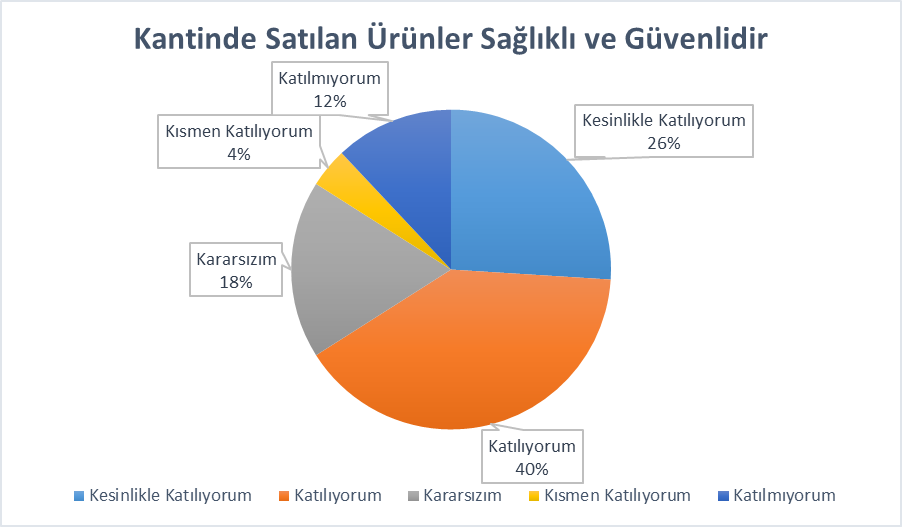 Kantinde Satılan Ürünler Sağlıklı ve Güvenlidir
Katılmıyorum
12%
Kesinlikle Katılıyorum
26%
Kısmen Katılıyorum
4%
Kararsızım
18%
Katılıyorum
40%
Kesinlikle Katılıyorum Katılıyorum Kararsızım Kısmen Katılıyorum Katılmıyorum